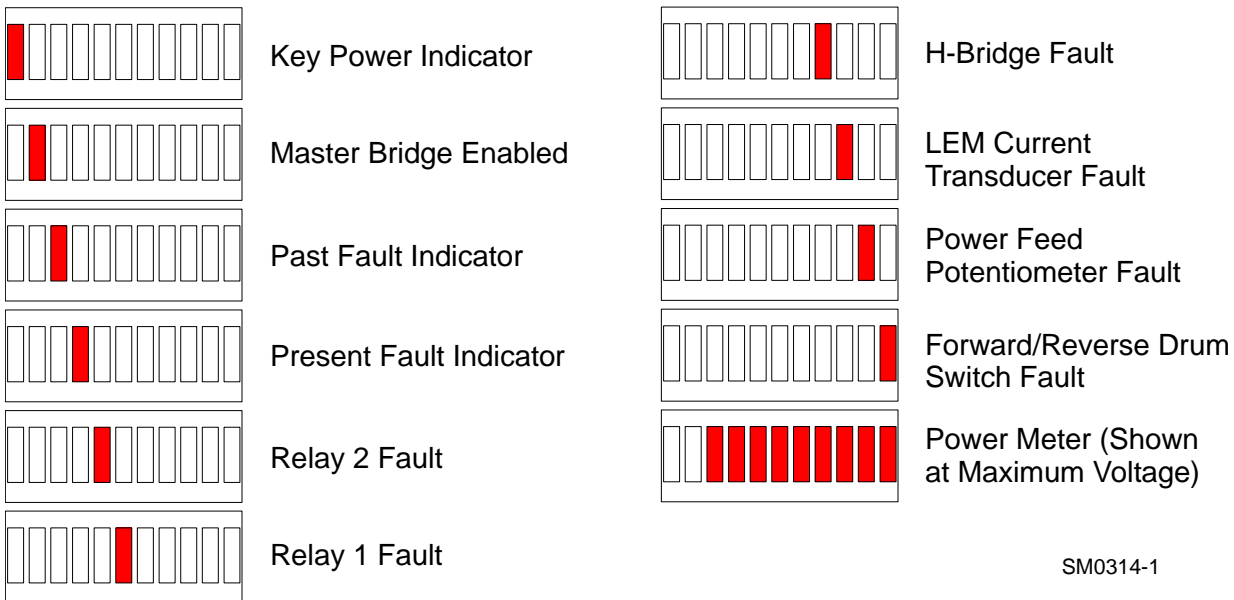 Key Power Indicator
Master Bridge Enabled
Past Fault Indicator
Present Fault Indicator
Relay 2 Fault
Relay 1 Fault
H-Bridge Fault
LEM Current
Transducer Fault
Power Feed
Potentiometer Fault
Forward/Reverse Drum
Switch Fault
Power Meter (Shown
at Maximum Voltage)
SM0314-1